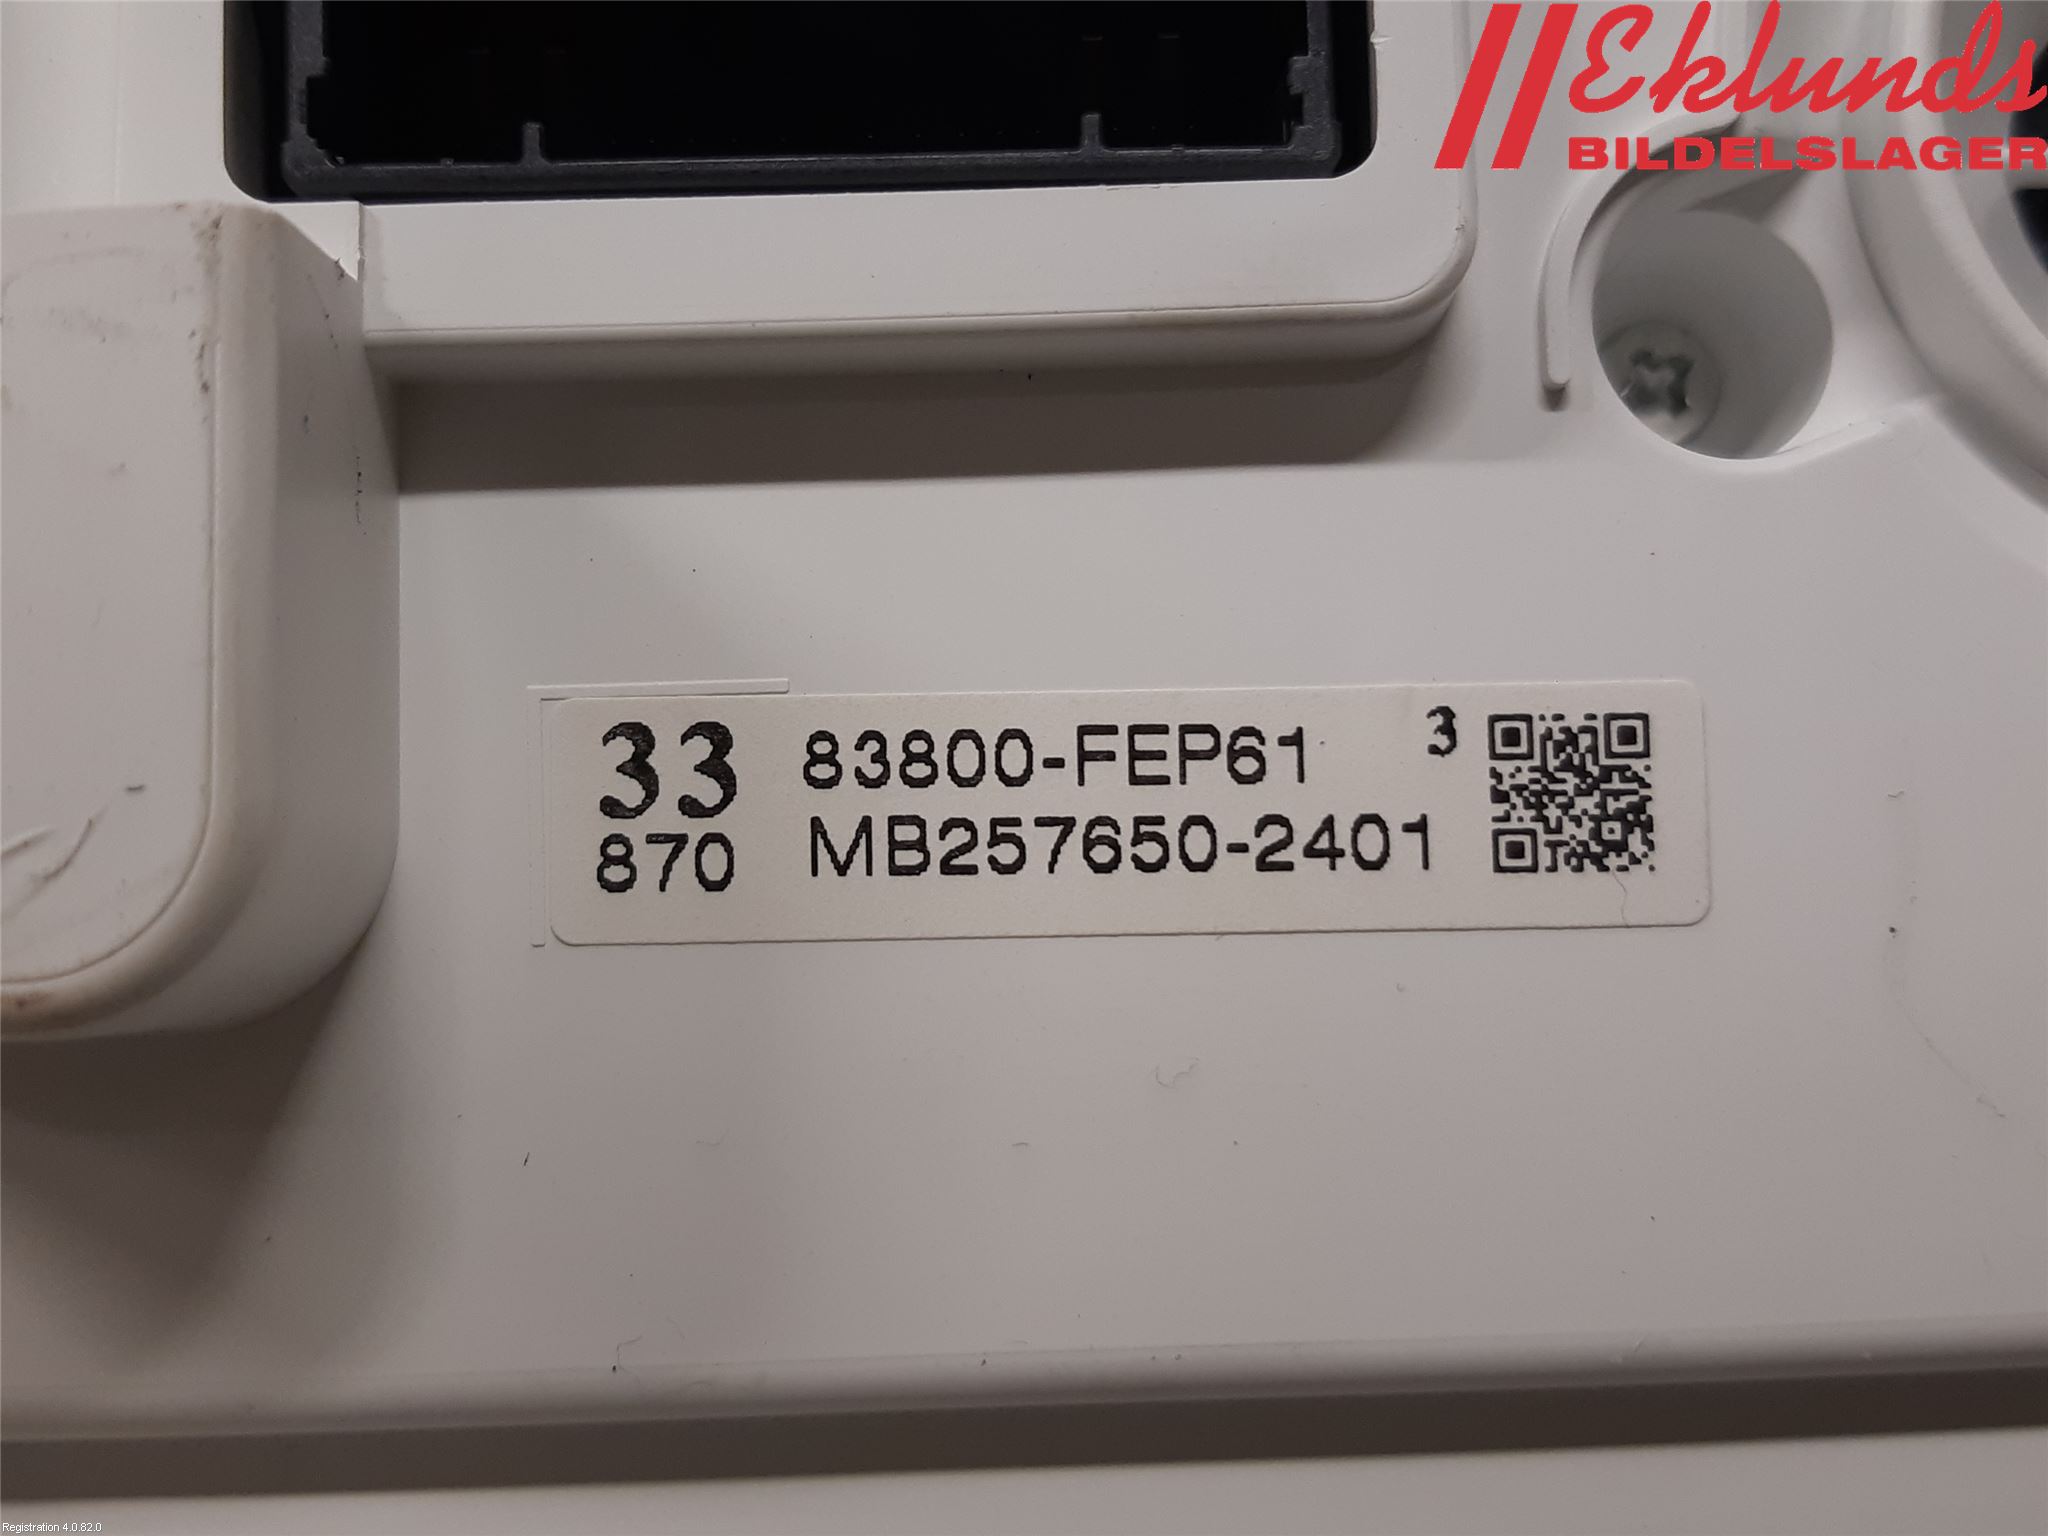 Eklunds
BILDELSLAGER
33 83800-FEP61 3
870 MB257650-2401
Registration 4.0.82.0